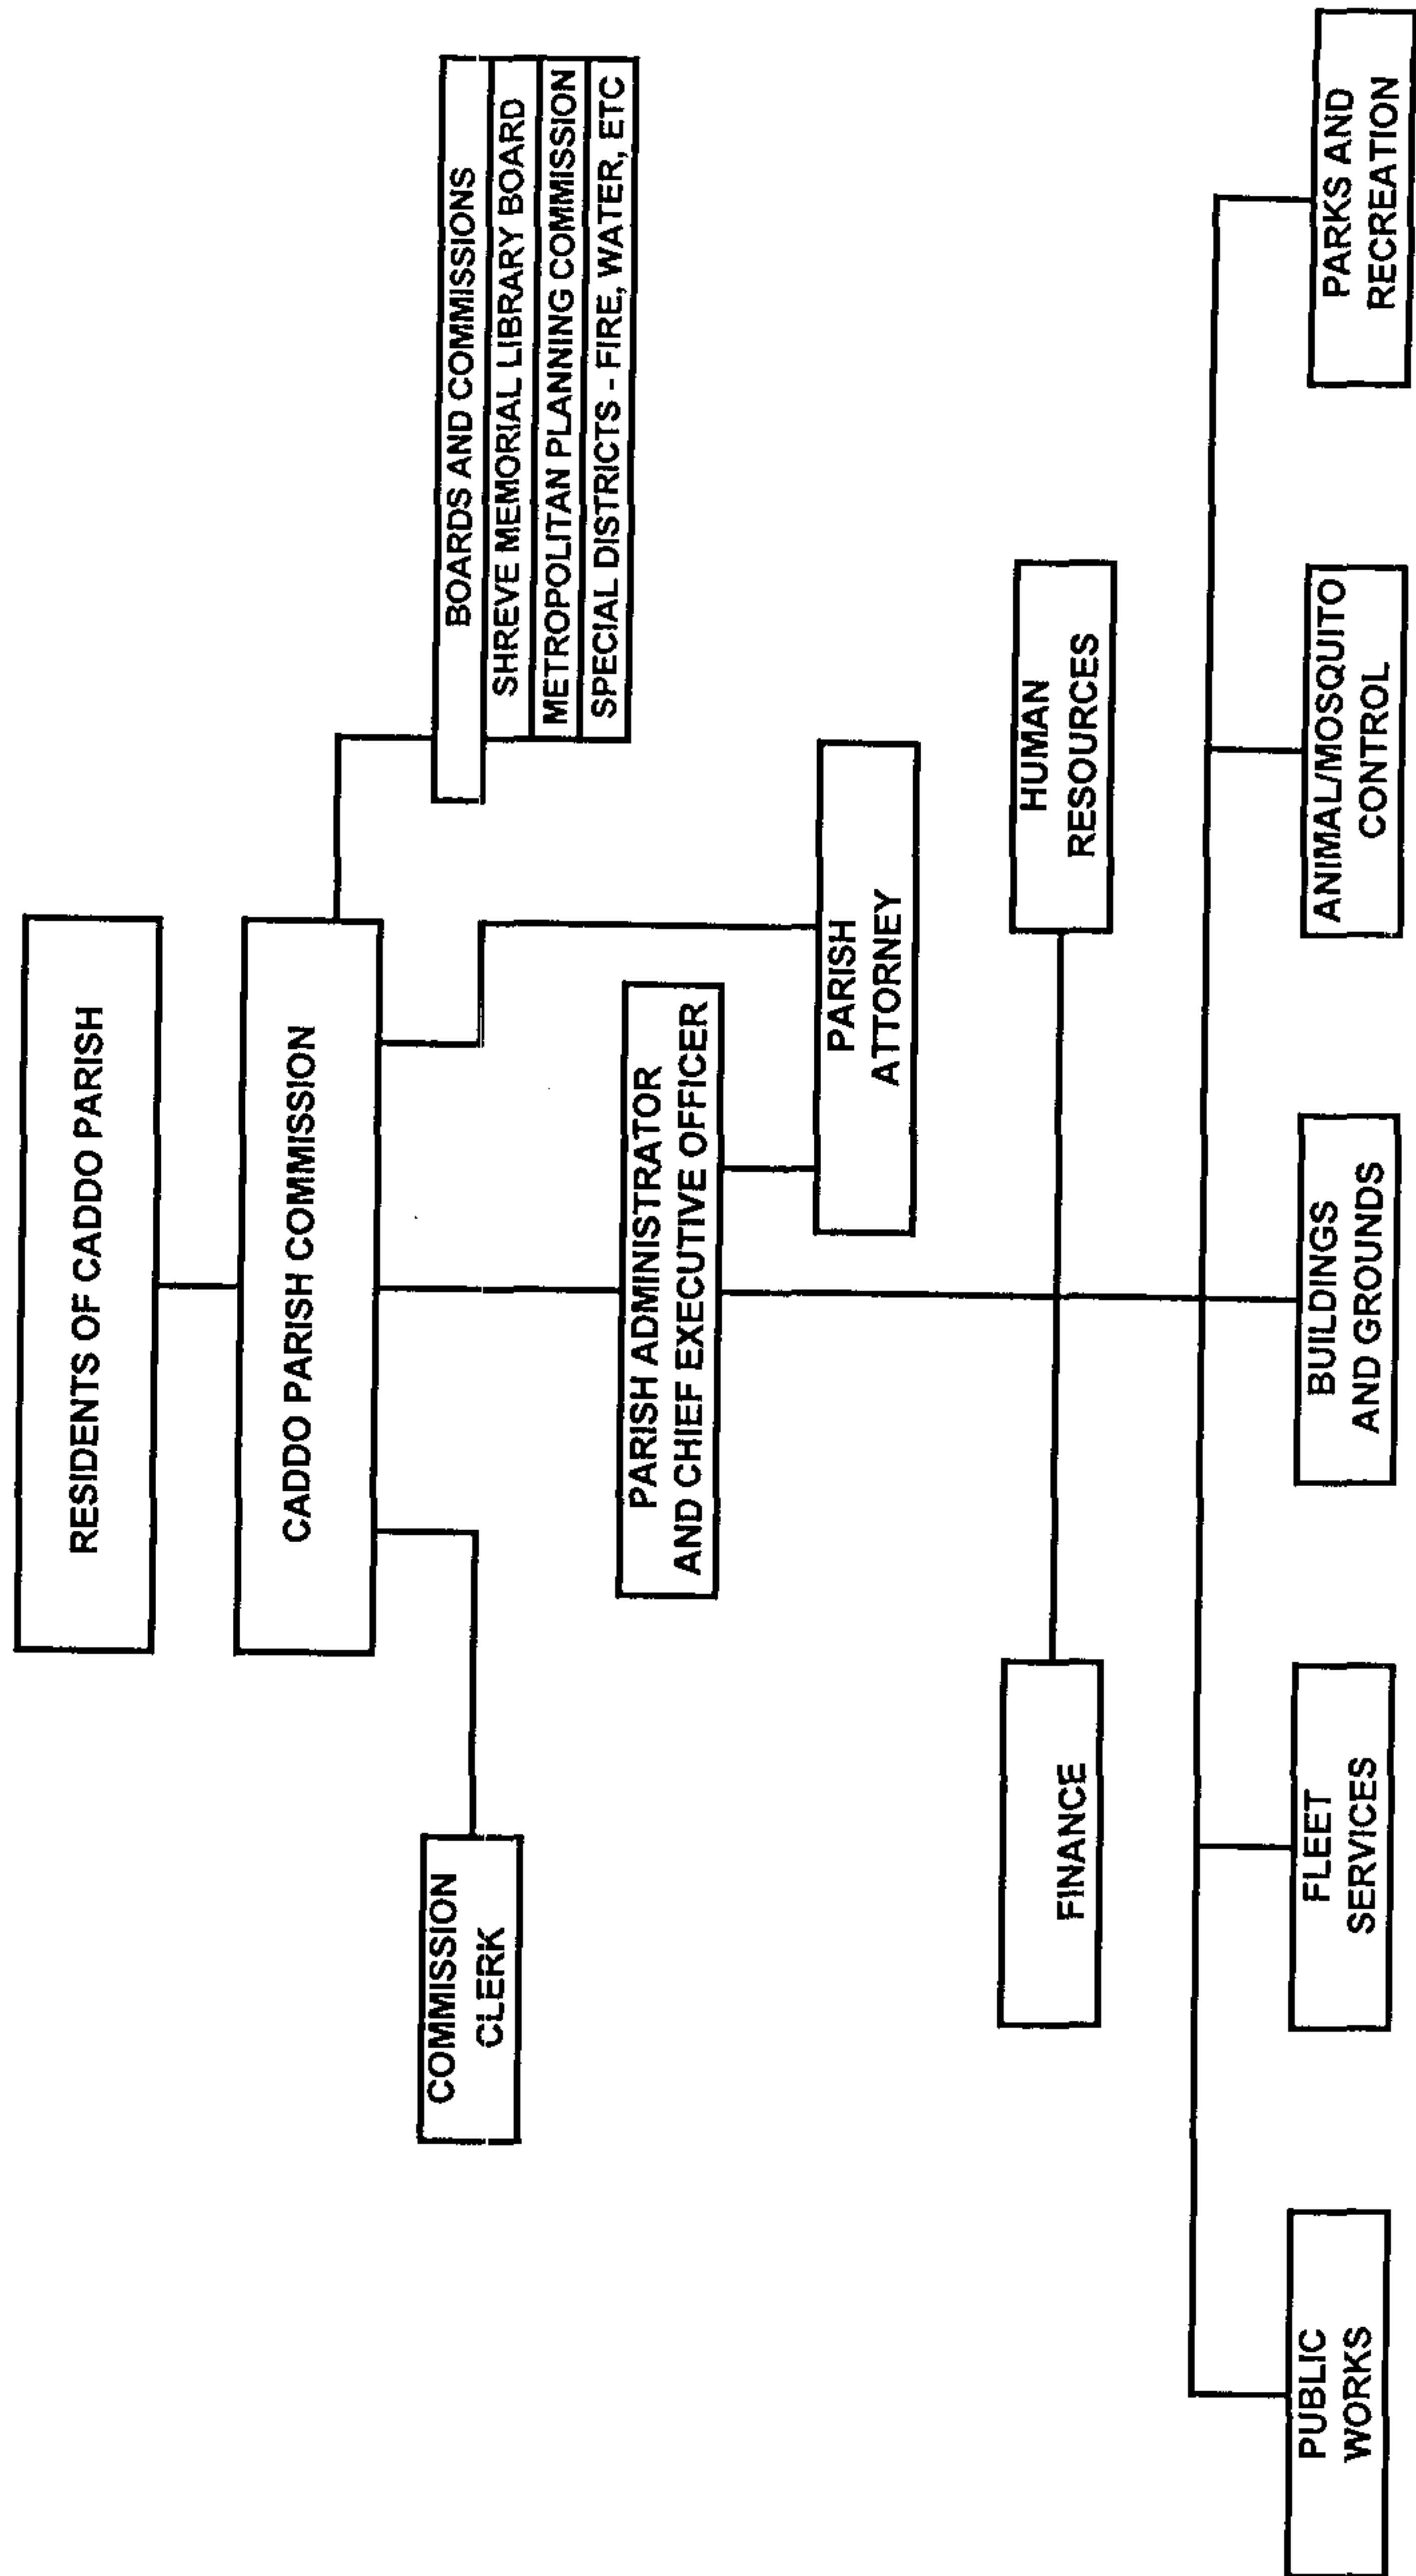 RESIDENTS OF CADDO PARISH
CADDO PARISH COMMISSION
COMMISSION
CLERK
BOARDS AND COMMISSIONS
SHREVE MEMORIAL LIBRARY BOARD
METROPOLITAN PLANNING COMMISSION
SPECIAL DISTRICTS - FIRE, WATER, ETC
PARISH ADMINISTRATOR
AND CHIEF EXECUTIVE OFFICER
PARISH
ATTORNEY
FINANCE
HUMAN
RESOURCES
PUBLIC
WORKS
FLEET
SERVICES
BUILDINGS
AND GROUNDS
ANIMAL/MOSQUITO
CONTROL
PARKS AND
RECREATION